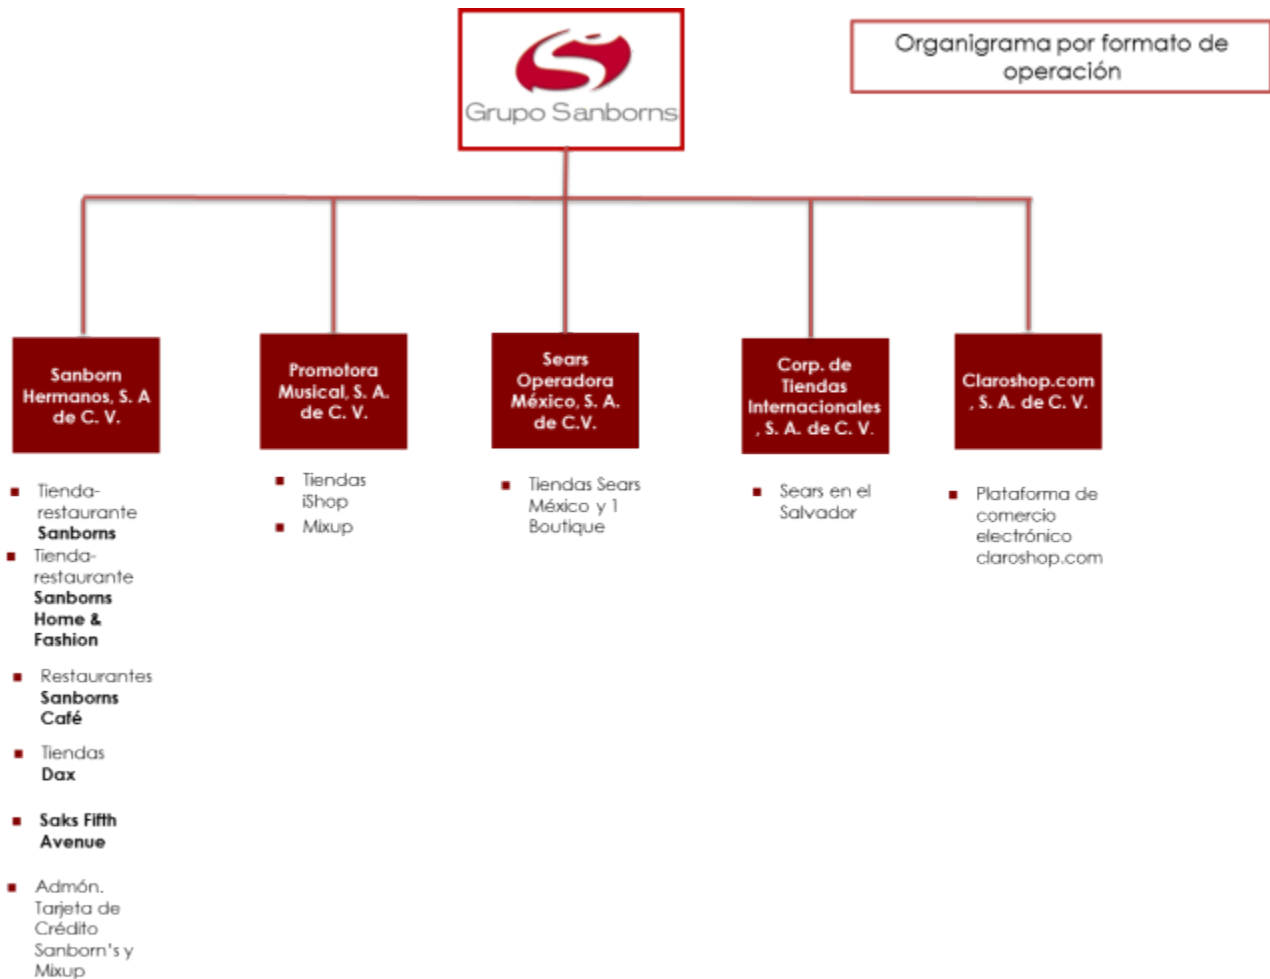 Grupo Sanborns
Organigrama por formato de
operación
Sanborn
Hermanos, S. A
de C. V.
Tienda-
restaurante
Sanborns
Tienda-
restaurante
Sanborns
Home &
Fashion
Restaurantes
Sanborns
Café
Tiendas
Dax
Saks Fifth
Avenue
Admón.
Tarjeta de
Crédito
Sanborn's y
Mixup
Promotora
Musical, S. A.
de C. V.
Tiendas
iShop
Mixup
Sears
Operadora
México, S. A.
de C.V.
Tiendas Sears
México y 1
Boutique
Corp. de
Tiendas
Internacionales
, S. A. de C. V.
Sears en el
Salvador
Claroshop.com
, S. A. de C. V.
Plataforma de
comercio
electrónico
claroshop.com